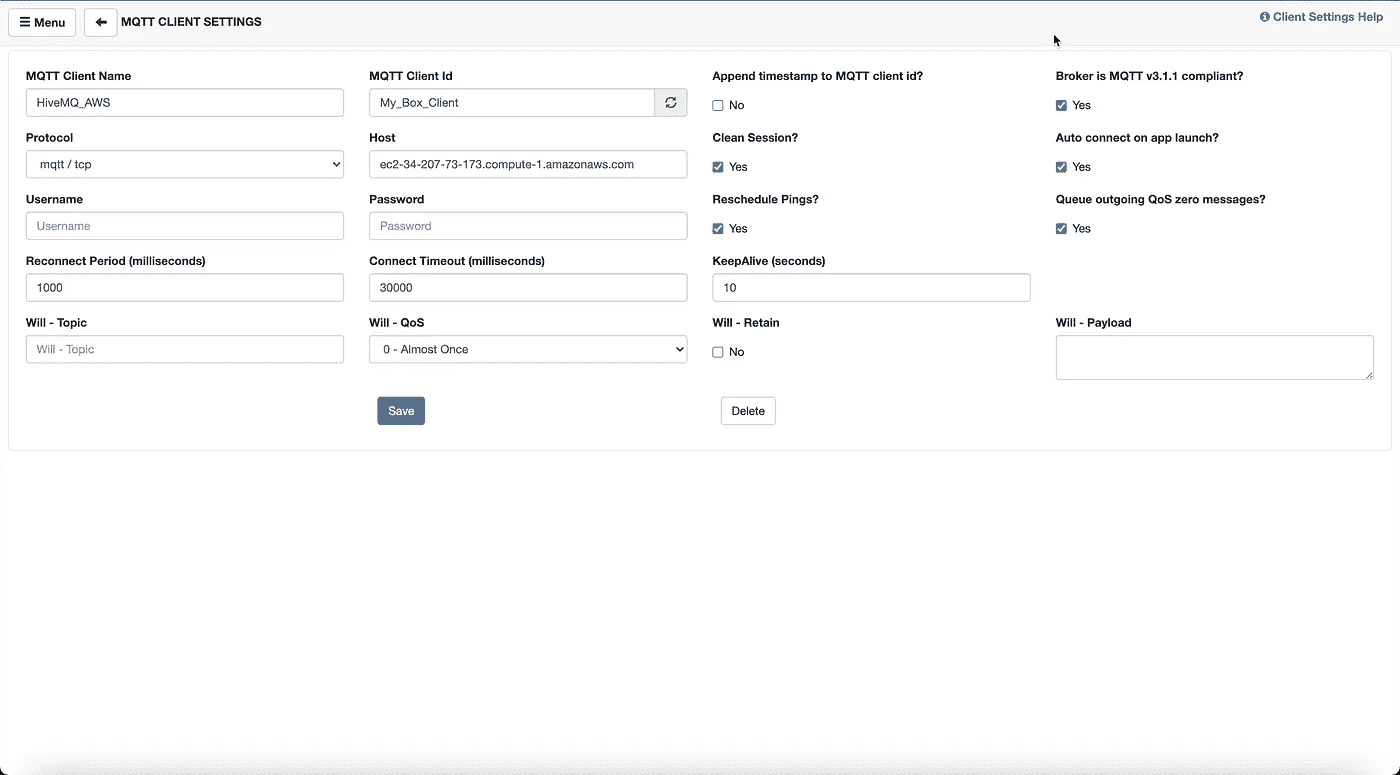 Menu MQTT CLIENT SETTINGS Client Settings Help
MQTT Client Name MQTT Client Id Append timestamp to MQTT client id? Broker is MQTT v3.1.1 compliant?
HiveMQ_AWS My_Box_Client No Yes
Protocol Host Clean Session? Auto connect on app launch?
mqtt / tcp ec2-34-207-73-173.compute-1.amazonaws.com Yes Yes
Username Password Reschedule Pings? Queue outgoing QoS zero messages?
Username Password Yes Yes
Reconnect Period (milliseconds) Connect Timeout (milliseconds) KeepAlive (seconds)
1000 30000 10
Will - Topic Will - QoS Will - Retain Will - Payload
Will - Topic 0 - Almost Once No
Save Delete